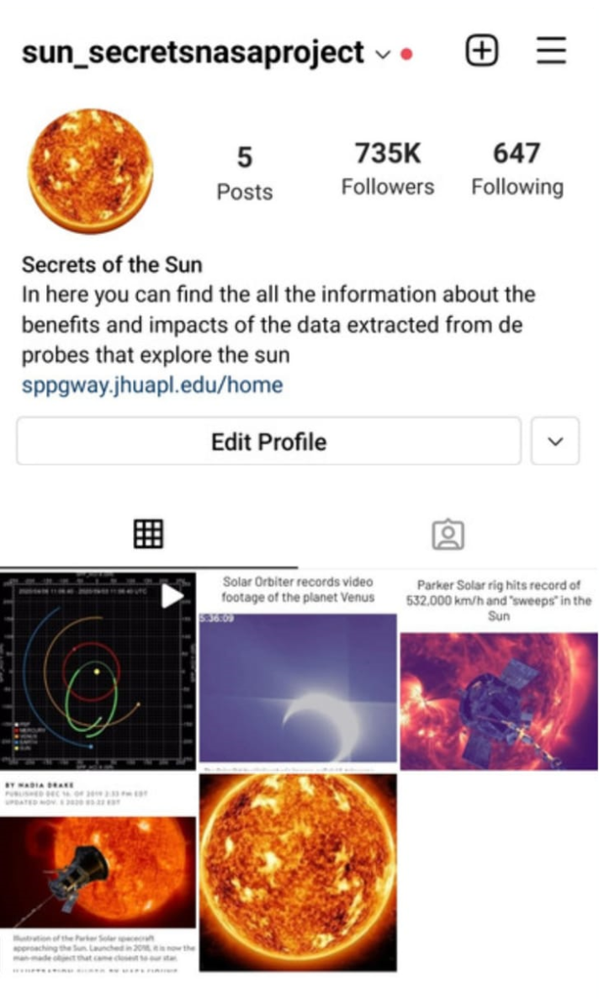 sun_secretsnasaproject
5
Posts
735K
Followers
647
Following
Secrets of the Sun
In here you can find the all the information about the
benefits and impacts of the data extracted from de
probes that explore the sun
sppgway.jhuapl.edu/home
Edit Profile
Solar Orbiter records video
footage of the planet Venus
5:36:09
Parker Solar rig hits record of
532,000 km/h and "sweeps" in the
Sun
MERCURY
VENUS
EARTH
SUN
BY NADIA DRAKE
PUBLISHED DEC 16, OF 2019 2:33 PM EDT
UPDATED NOV. 5 2020 03:22 EDT
Illustration of the Parker Solar spacecraft
approaching the Sun. Launched in 2018, it is now the
man-made object that came closest to our star.